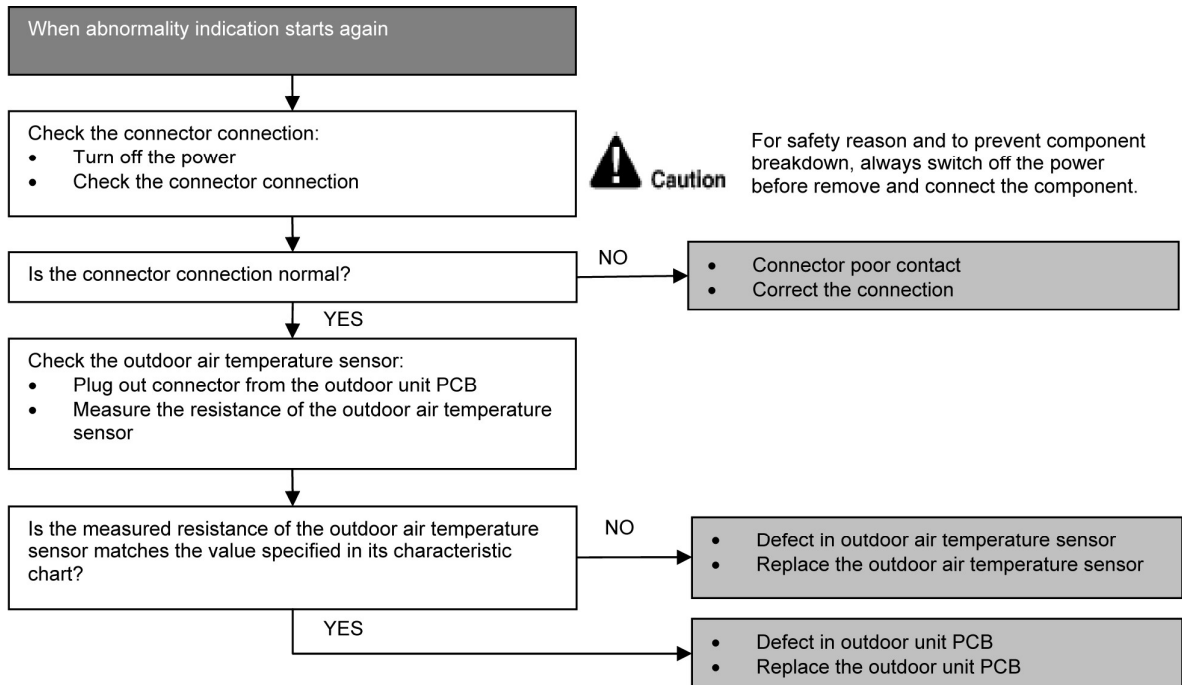 When abnormality indication starts again
Check the connector connection:
• Turn off the power
• Check the connector connection
Caution
For safety reason and to prevent component
breakdown, always switch off the power
before remove and connect the component.
Is the connector connection normal?
NO
• Connector poor contact
• Correct the connection
YES
Check the outdoor air temperature sensor:
• Plug out connector from the outdoor unit PCB
• Measure the resistance of the outdoor air temperature
sensor
Is the measured resistance of the outdoor air temperature
sensor matches the value specified in its characteristic
chart?
NO
• Defect in outdoor air temperature sensor
• Replace the outdoor air temperature sensor
YES
• Defect in outdoor unit PCB
• Replace the outdoor unit PCB